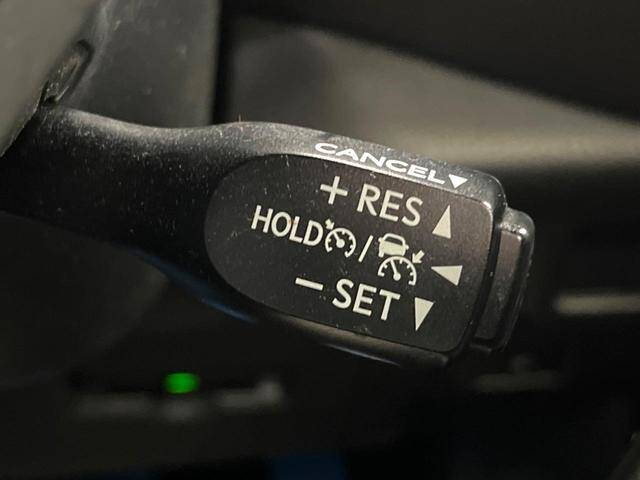 CANCEL▼
+ RES ▲
HOLD / ◀
− SET ▼